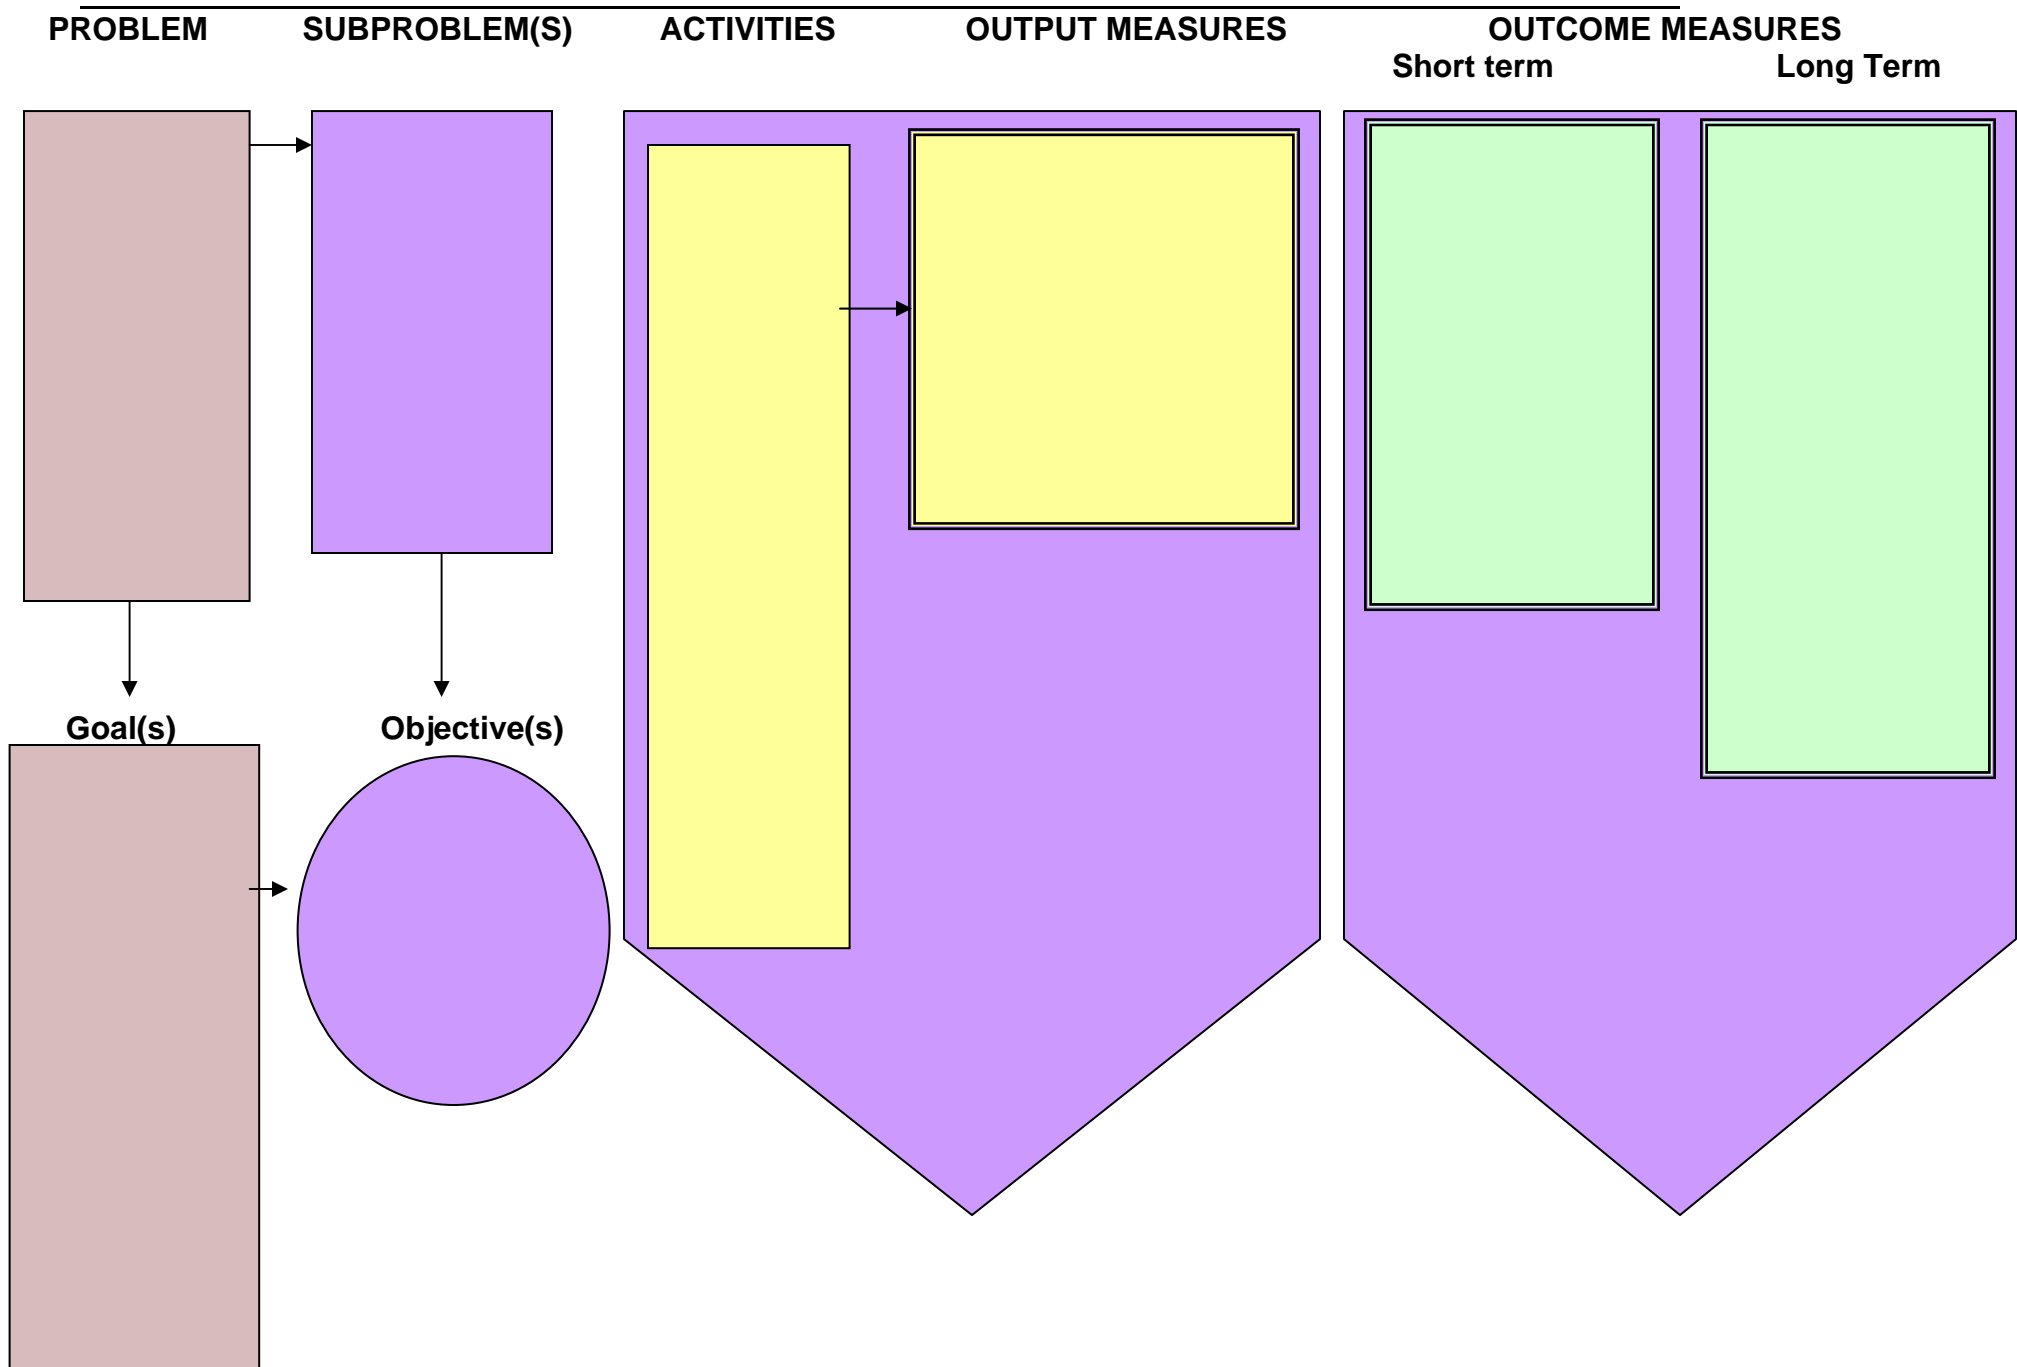 PROBLEM SUBPROBLEM(S) ACTIVITIES OUTPUT MEASURES OUTCOME MEASURES
Short term Long Term
Goal(s) Objective(s)